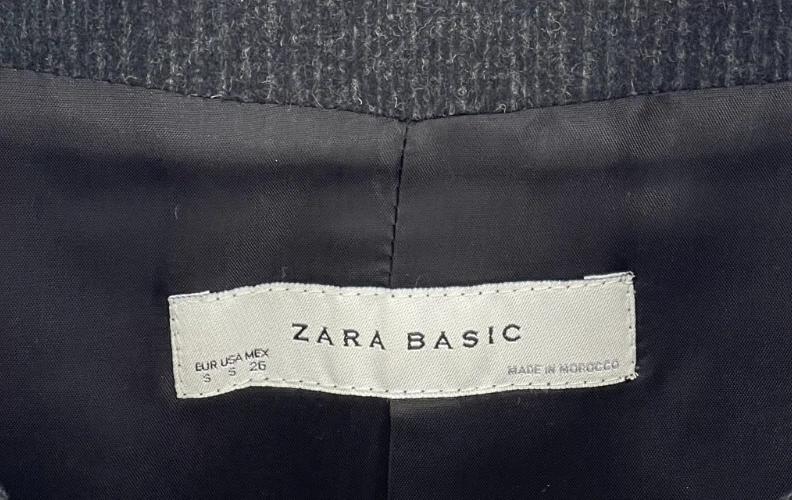 ZARA BASIC
EUR USA MEX
S S 26
MADE IN MOROCCO